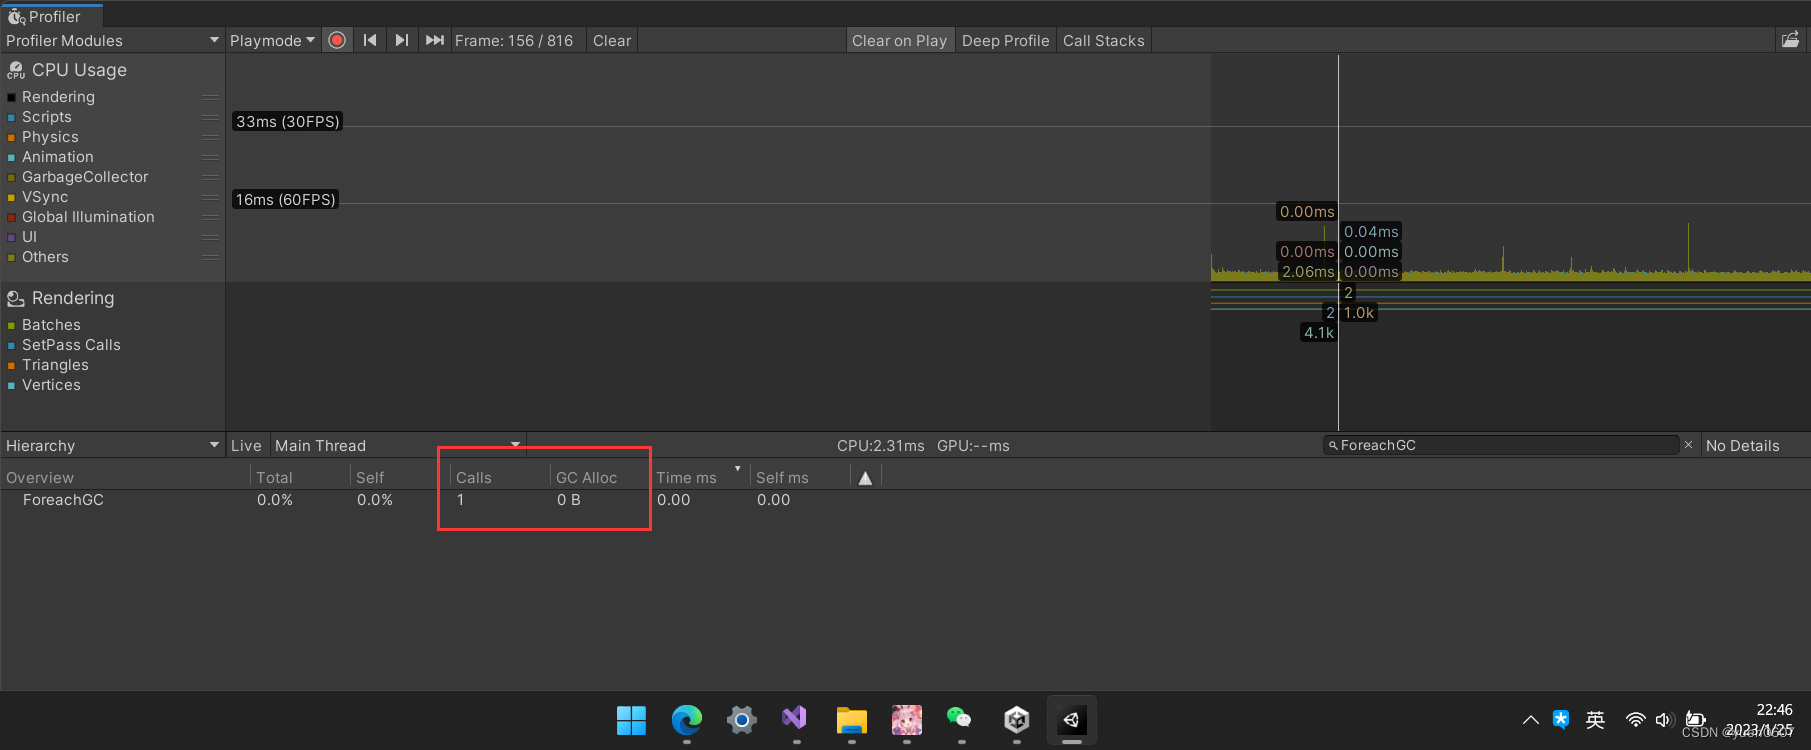 Profiler
Profiler Modules Playmode Frame: 156 / 816 Clear Clear on Play Deep Profile Call Stacks
CPU Usage
Rendering
Scripts
Physics
Animation
GarbageCollector
VSync
Global Illumination
UI
Others
33ms (30FPS)
16ms (60FPS)
0.00ms
0.04ms
0.00ms 0.00ms
2.06ms 0.00ms
Rendering
Batches
SetPass Calls
Triangles
Vertices
2
2 1.0k
4.1k
Hierarchy Live Main Thread CPU:2.31ms GPU:--ms ForeachGC No Details
Overview Total Self Calls GC Alloc Time ms Self ms
ForeachGC 0.0% 0.0% 1 0 B 0.00 0.00
英
22:46
2023/1/25